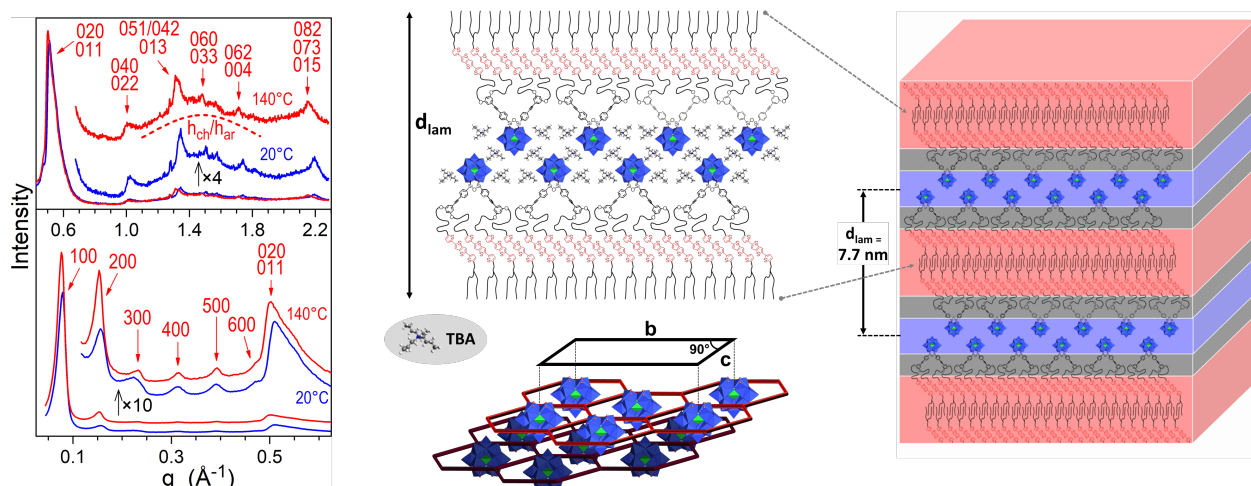 Intensity
020
011
051/042
013
060
033
062
004
082
073
015
040
022
140°C
h_ch/h_ar
20°C
×4
0.6
1.0
1.4
1.8
2.2
100
200
020
011
300
400
500
600
140°C
×10
20°C
0.1
0.3
0.5
q (Å⁻¹)
d_lam
TBA
b
90°
c
d_lam =
7.7 nm